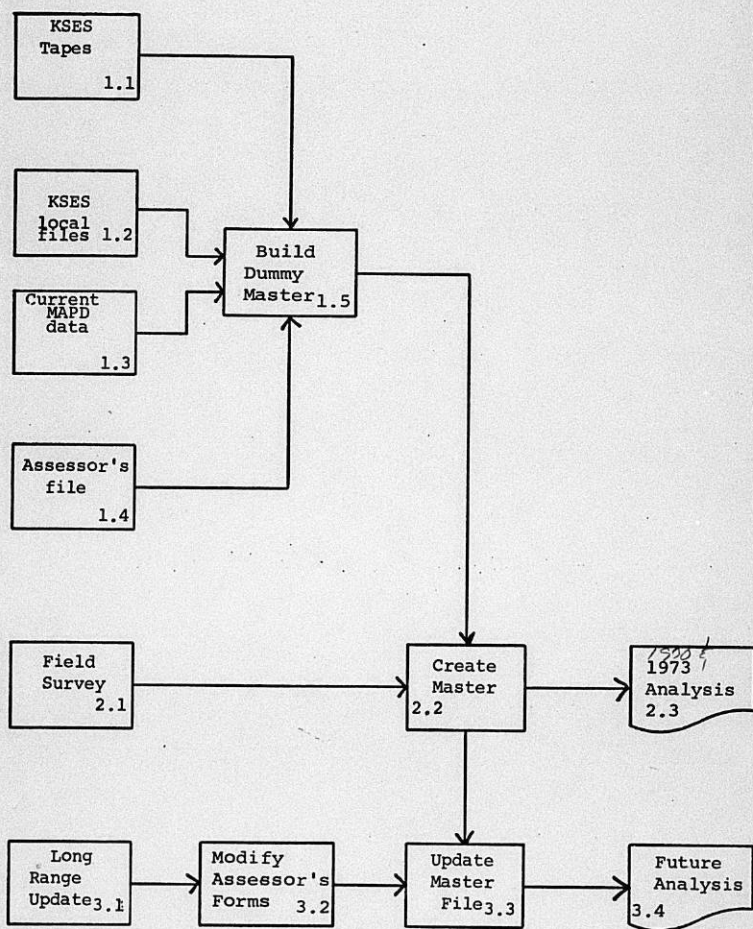 KSES
Tapes
1.1
KSES
local
files 1.2
Current
MAPD
data
1.3
Build
Dummy
Master 1.5
Assessor's
file
1.4
Field
Survey
2.1
Create
Master
2.2
1970 &
1973
Analysis
2.3
Long
Range
Update 3.1
Modify
Assessor's
Forms 3.2
Update
Master
File 3.3
Future
Analysis
3.4